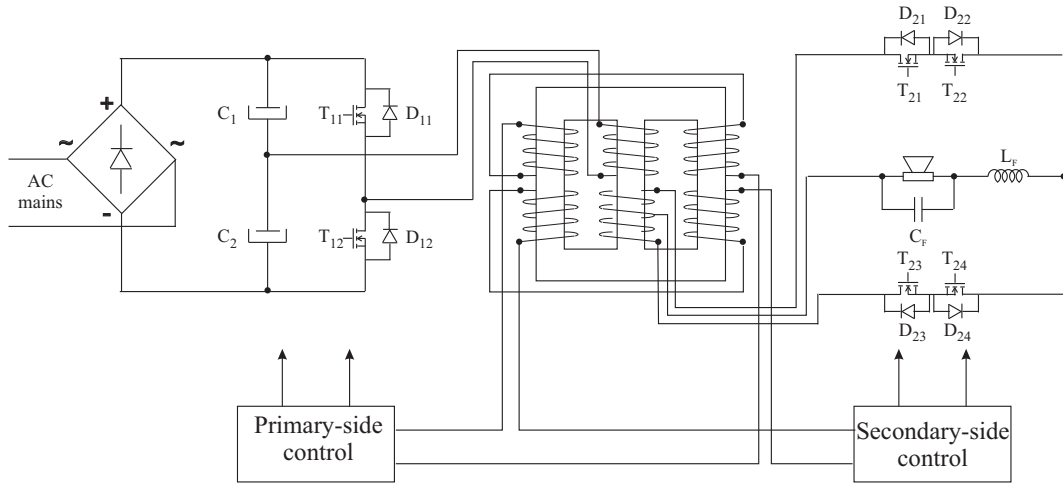 D21 D22
T21 T22
+
~ ~
AC
mains
-
C1
T11
D11
C2
T12
D12
LF
CF
T23 T24
D23 D24
Primary-side
control
Secondary-side
control